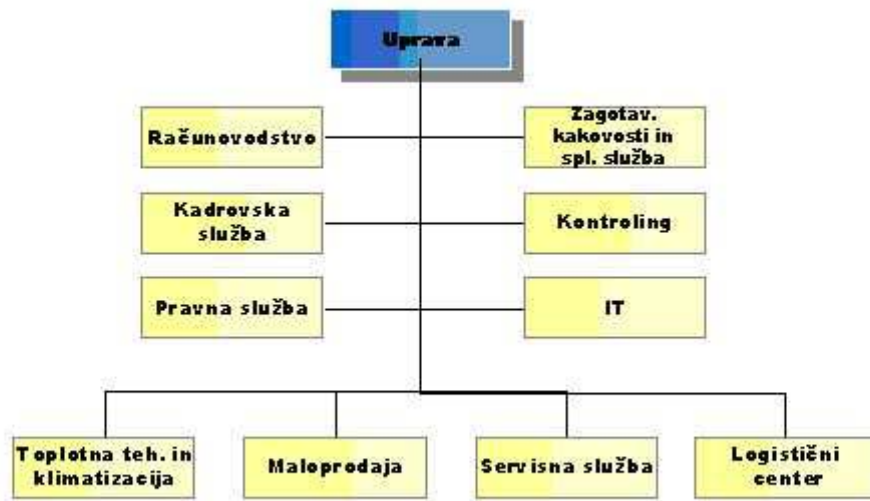 Uprava
Računovodstvo
Zagotav.
kakovosti in
spl. služba
Kadrovska
služba
Kontroling
Pravna služba
IT
Toplotna teh. in
klimatizacija
Maloprodaja
Servisna služba
Logistični
center